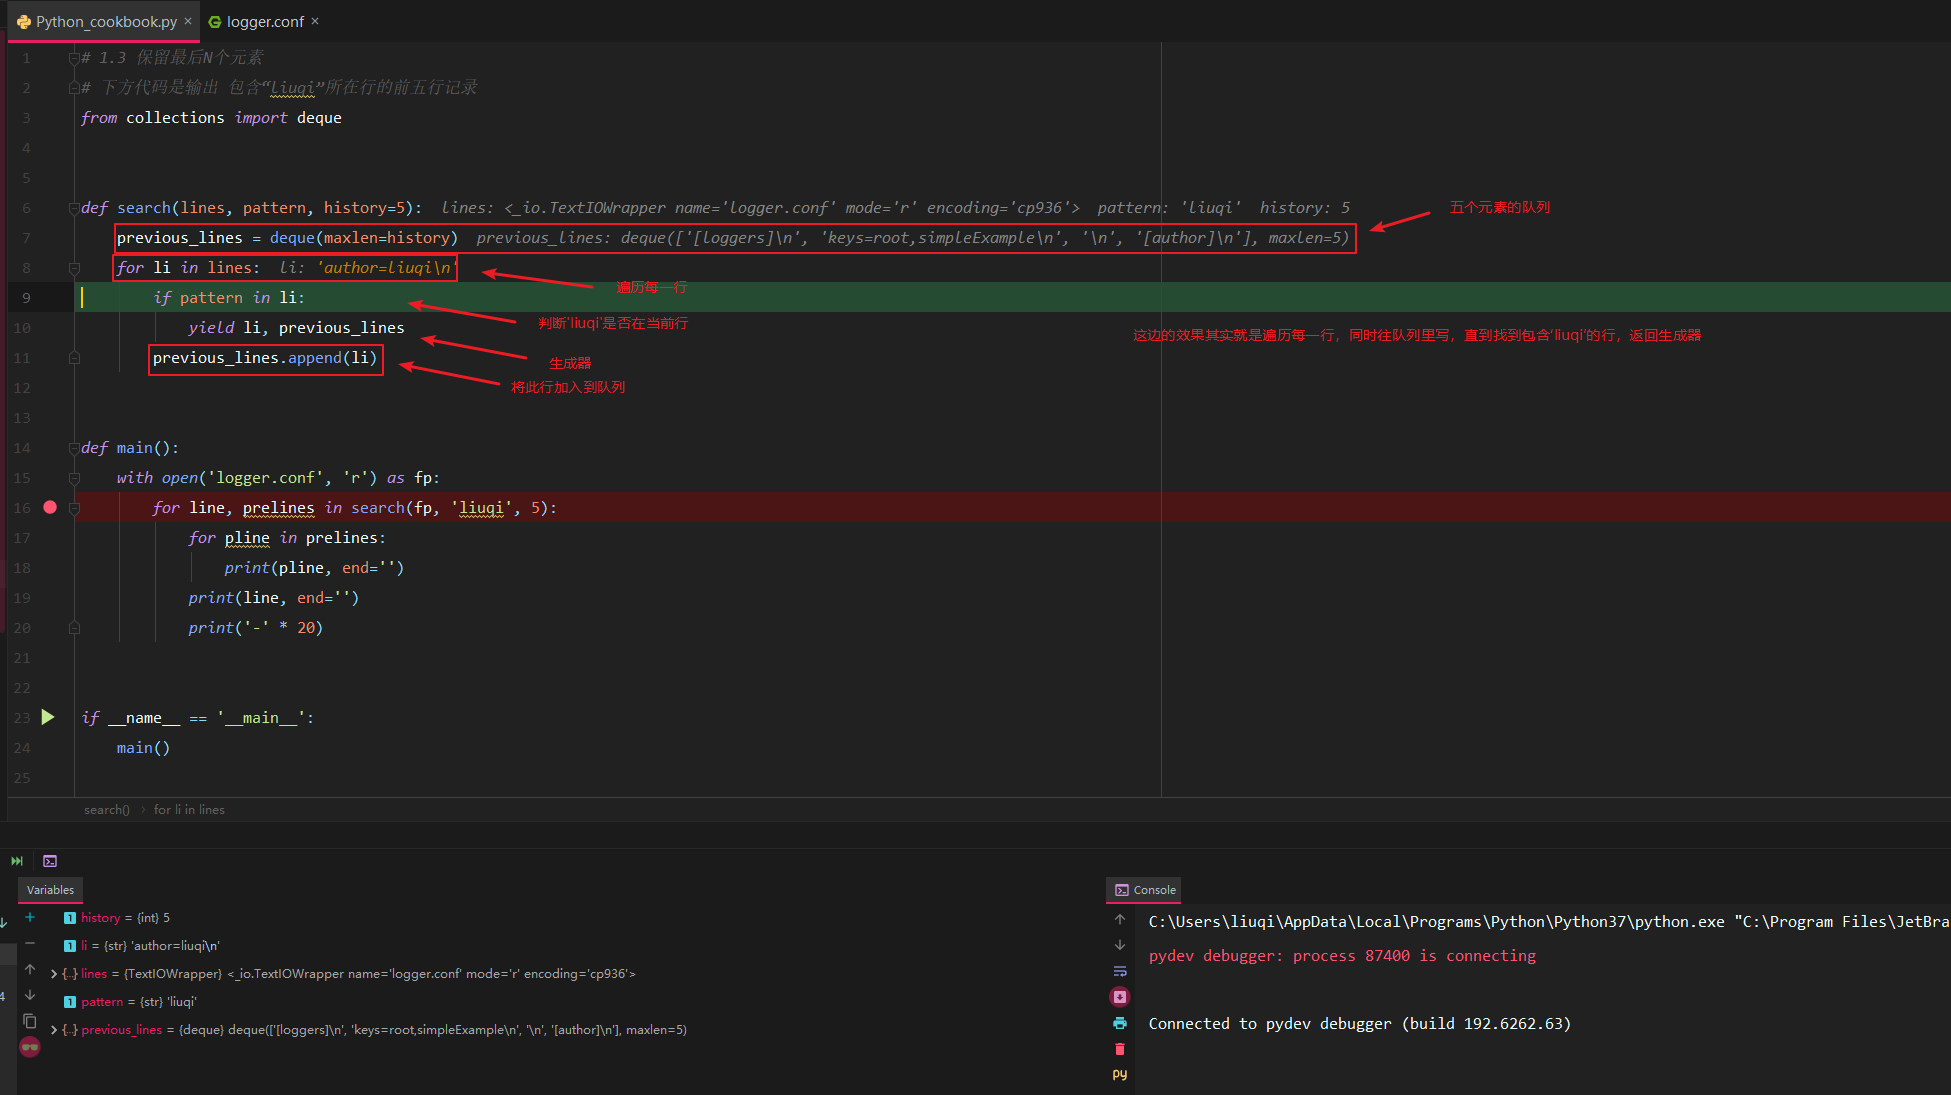 Python_cookbook.py × logger.conf ×
1 # 1.3 保留最后N个元素
2 # 下方代码是输出 包含“liuqi”所在行的前五行记录
3 from collections import deque
4
5
6 def search(lines, pattern, history=5): lines: <_io.TextIOWrapper name='logger.conf' mode='r' encoding='cp936'> pattern: 'liuqi' history: 5
五个元素的队列
7 previous_lines = deque(maxlen=history) previous_lines: deque(['[loggers]\n', 'keys=root,simpleExample\n', '\n', '[author]\n'], maxlen=5)
8 for li in lines: li: 'author=liuqi\n'
遍历每一行
9 if pattern in li:
判断'liuqi'是否在当前行
10 yield li, previous_lines
这边的效果其实就是遍历每一行，同时往队列里写，直到找到包含'liuqi'的行，返回生成器
11 previous_lines.append(li)
生成器
将此行加入到队列
12
13
14 def main():
15 with open('logger.conf', 'r') as fp:
16 for line, prelines in search(fp, 'liuqi', 5):
17 for pline in prelines:
18 print(pline, end='')
19 print(line, end='')
20 print('-' * 20)
21
22
23 if __name__ == '__main__':
24 main()
25
search() › for li in lines
Variables
history = {int} 5
li = {str} 'author=liuqi\n'
lines = {TextIOWrapper} <_io.TextIOWrapper name='logger.conf' mode='r' encoding='cp936'>
pattern = {str} 'liuqi'
previous_lines = {deque} deque(['[loggers]\n', 'keys=root,simpleExample\n', '\n', '[author]\n'], maxlen=5)
4
Console
C:\Users\liuqi\AppData\Local\Programs\Python\Python37\python.exe "C:\Program Files\JetBra
pydev debugger: process 87400 is connecting
Connected to pydev debugger (build 192.6262.63)
py